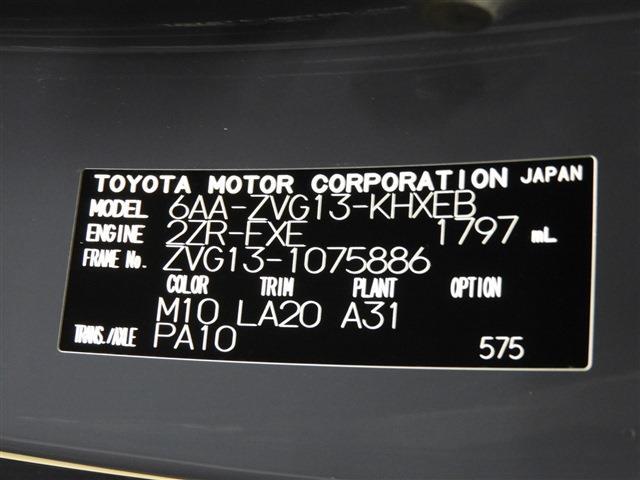 TOYOTA MOTOR CORPORATION JAPAN
MODEL 6AA-ZVG13-KHXEB
ENGINE 2ZR-FXE 1797 mL
FRAME No. ZVG13-1075886
COLOR TRIM PLANT OPTION
M10 LA20 A31
TRANS./AXLE PA10 575